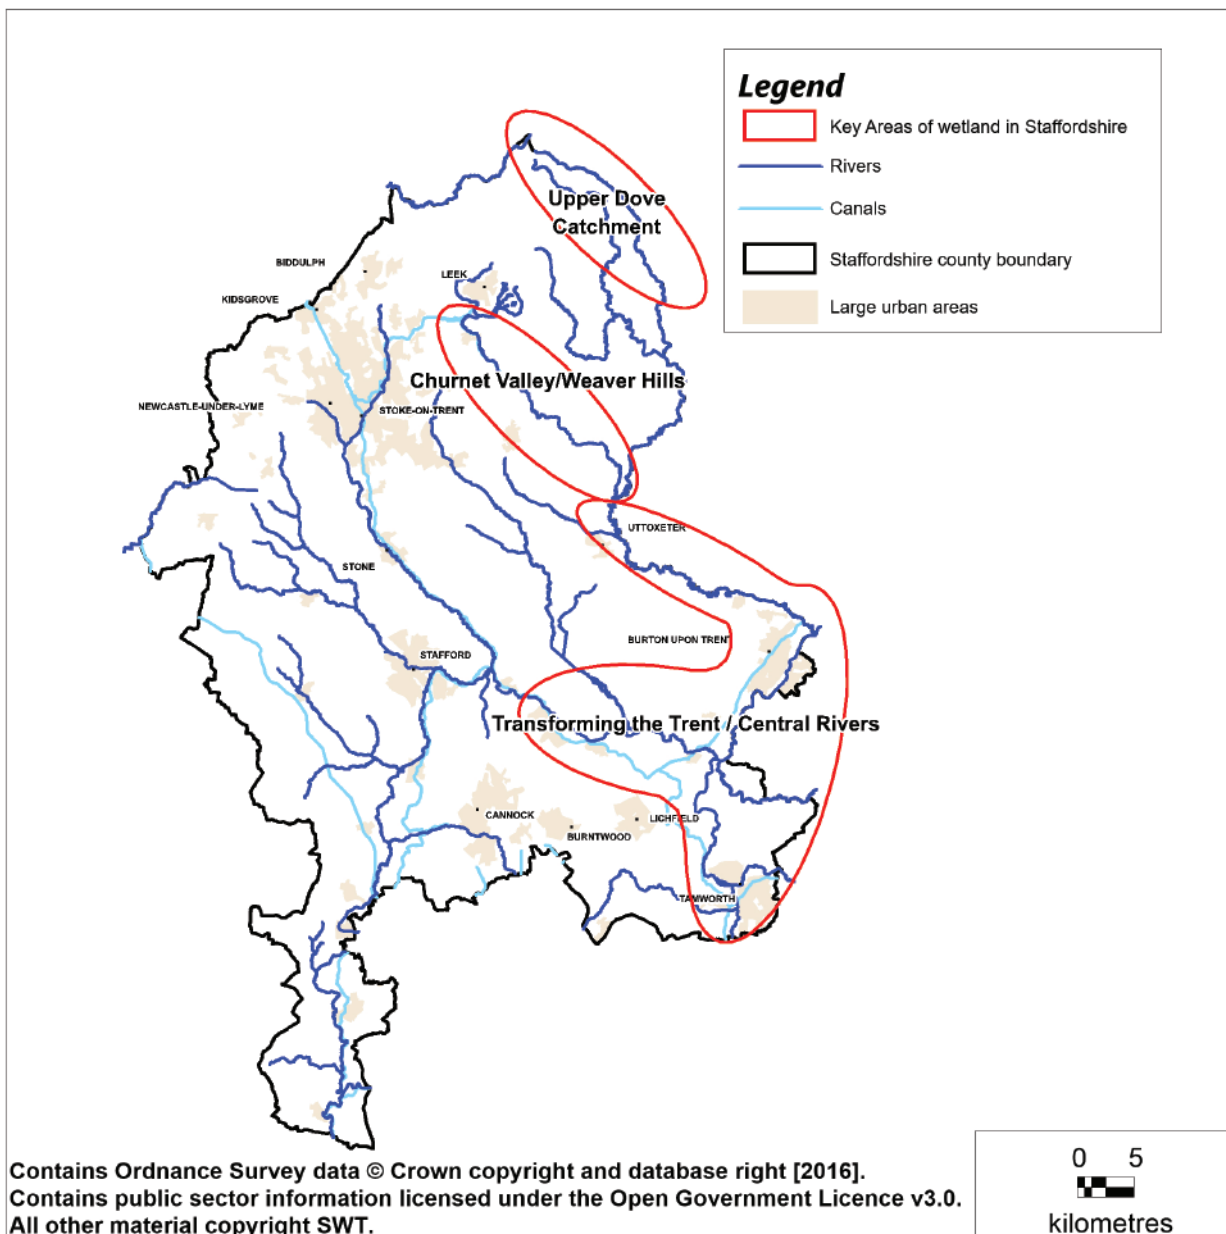 Legend
Key Areas of wetland in Staffordshire
Rivers
Canals
Staffordshire county boundary
Large urban areas
Upper Dove
Catchment
BIDDULPH
LEEK
KIDSGROVE
Churnet Valley/Weaver Hills
NEWCASTLE-UNDER-LYME
STOKE-ON-TRENT
UTTOXETER
STONE
BURTON UPON TRENT
STAFFORD
Transforming the Trent / Central Rivers
CANNOCK
LICHFIELD
BURNTWOOD
TAMWORTH
Contains Ordnance Survey data © Crown copyright and database right [2016].
Contains public sector information licensed under the Open Government Licence v3.0.
All other material copyright SWT.
0 5
kilometres